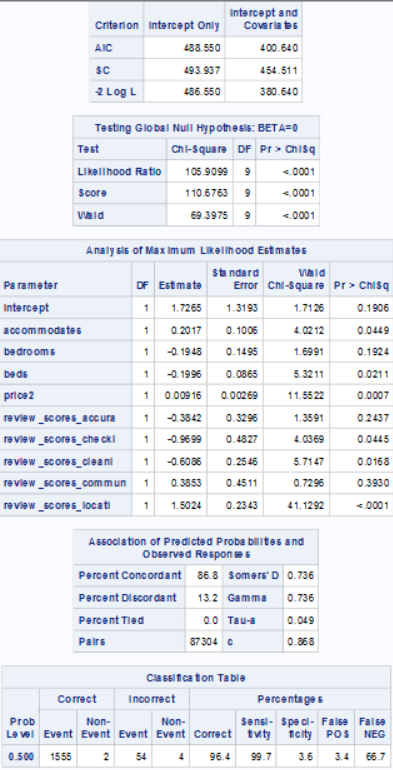 Criterion Intercept Only Intercept and Covariates
AIC 488.550 400.640
SC 493.937 454.511
-2 Log L 486.550 380.640
Testing Global Null Hypothesis: BETA=0
Test Chi-Square DF Pr > ChiSq
Likelihood Ratio 105.9099 9 <.0001
Score 110.6763 9 <.0001
Wald 69.3975 9 <.0001
Analysis of Maximum Likelihood Estimates
Parameter DF Estimate Standard Error Wald Chi-Square Pr > ChiSq
Intercept 1 1.7265 1.3193 1.7126 0.1906
accommodates 1 0.2017 0.1006 4.0212 0.0449
bedrooms 1 -0.1948 0.1495 1.6991 0.1924
beds 1 -0.1996 0.0865 5.3211 0.0211
price2 1 0.00916 0.00269 11.5522 0.0007
review_scores_accura 1 -0.3842 0.3296 1.3591 0.2437
review_scores_checki 1 -0.9699 0.4827 4.0369 0.0445
review_scores_cleanl 1 -0.6086 0.2546 5.7147 0.0168
review_scores_commun 1 0.3853 0.4511 0.7296 0.3930
review_scores_locati 1 1.5024 0.2343 41.1292 <.0001
Association of Predicted Probabilities and
Observed Responses
Percent Concordant 86.8 Somers' D 0.736
Percent Discordant 13.2 Gamma 0.736
Percent Tied 0.0 Tau-a 0.049
Pairs 87304 c 0.868
Classification Table
Correct Incorrect Percentages
Prob Level Event Non-Event Event Non-Event Correct Sensi-tivity Speci-ficity False POS False NEG
0.500 1555 2 54 4 96.4 99.7 3.6 3.4 66.7